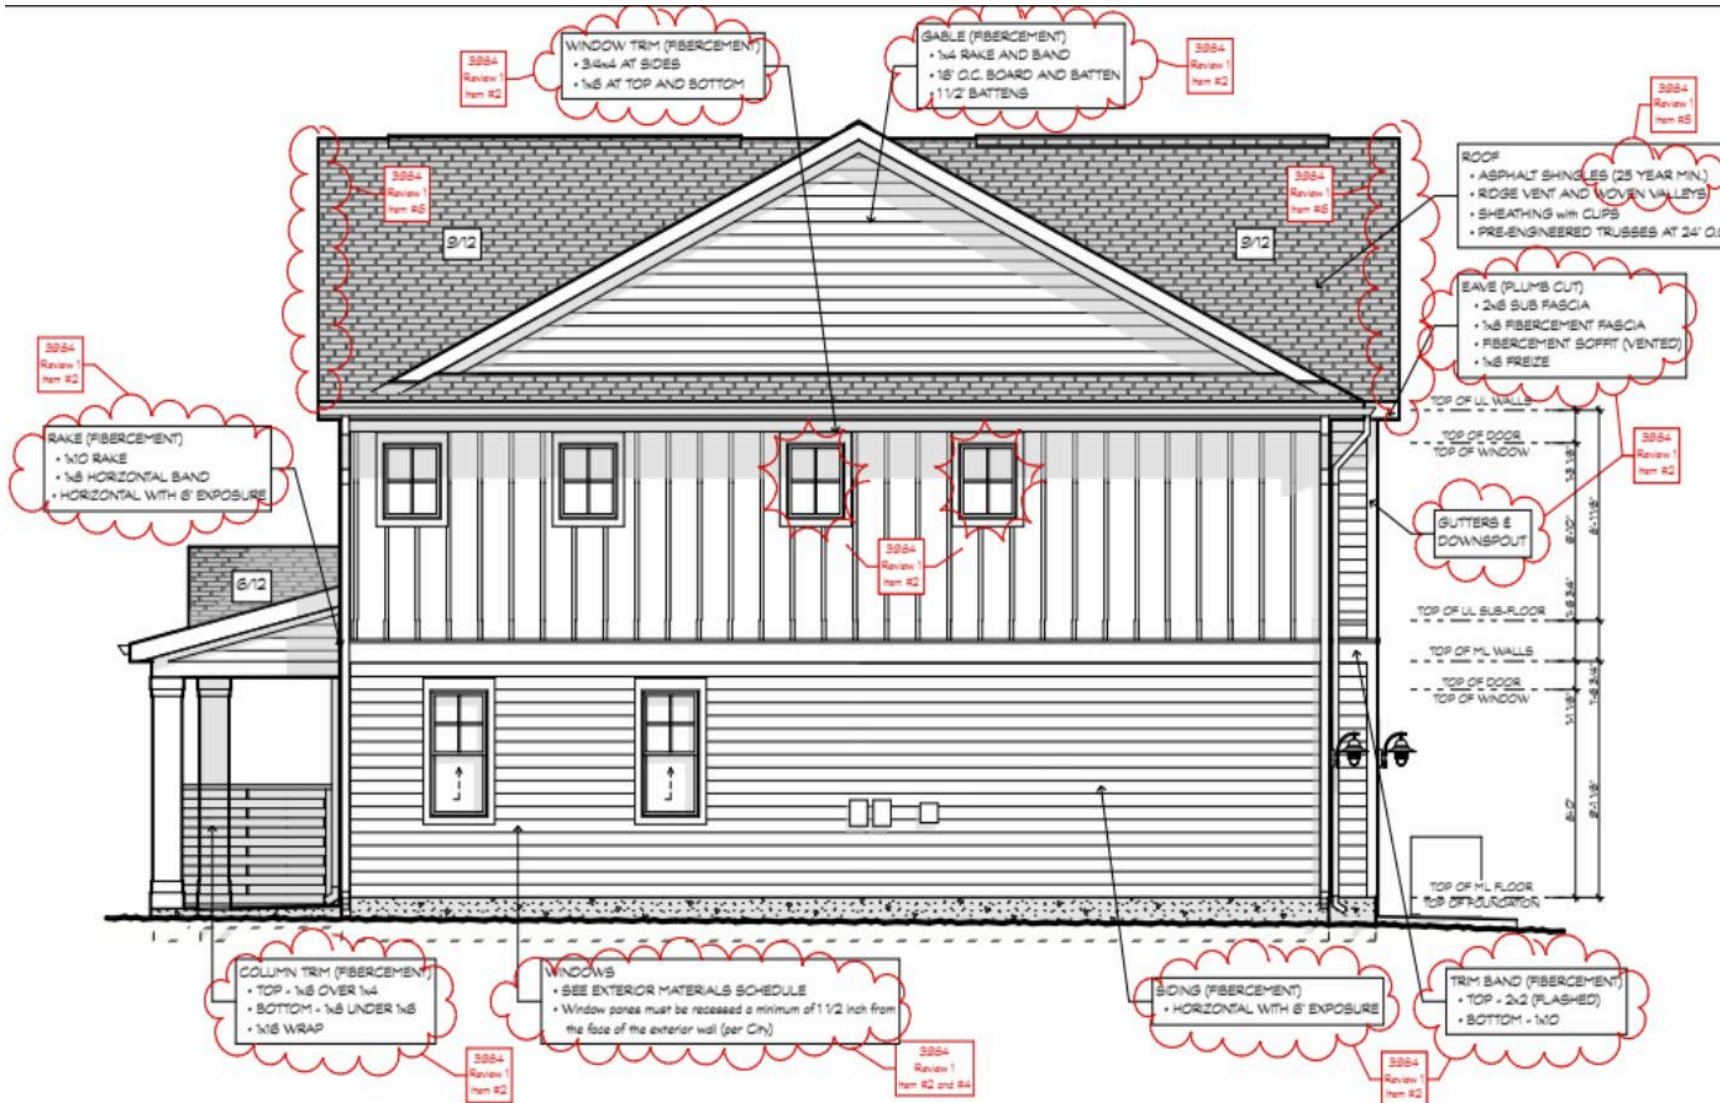 3984
Review 1
Item #2
WINDOW TRIM (FIBERCEMENT)
• 3/4x4 AT SIDES
• 1x6 AT TOP AND BOTTOM
GABLE (FIBERCEMENT)
• 1x4 RAKE AND BAND
• 16" O.C. BOARD AND BATTEN
• 1 1/2" BATTENS
3984
Review 1
Item #2
3984
Review 1
Item #5
ROOF
• ASPHALT SHINGLES (25 YEAR MIN.)
• RIDGE VENT AND WOVEN VALLEYS
• SHEATHING with CLIPS
• PRE-ENGINEERED TRUSSES AT 24"
3984
Review 1
Item #6
3984
Review 1
Item #6
9/12
9/12
EAVE (PLUMB CUT)
• 2x6 SUB FASCIA
• 1x8 FIBERCEMENT FASCIA
• FIBERCEMENT SOFFIT (VENTED)
• 1x6 FREIZE
3984
Review 1
Item #2
TOP OF UL WALLS
TOP OF DOOR
TOP OF WINDOW
RAKE (FIBERCEMENT)
• 1x10 RAKE
• 1x8 HORIZONTAL BAND
• HORIZONTAL WITH 6" EXPOSURE
3984
Review 1
Item #2
GUTTERS &
DOWNSPOUT
3984
Review 1
Item #2
6/12
TOP OF UL SUB-FLOOR
TOP OF ML WALLS
TOP OF DOOR
TOP OF WINDOW
TOP OF ML FLOOR
TOP OF FOUNDATION
COLUMN TRIM (FIBERCEMENT)
• TOP - 1x6 OVER 1x4
• BOTTOM - 1x8 UNDER 1x6
• 1x16 WRAP
WINDOWS
• SEE EXTERIOR MATERIALS SCHEDULE
• Window panes must be recessed a minimum of 1 1/2 inch from
the face of the exterior wall (per City)
SIDING (FIBERCEMENT)
• HORIZONTAL WITH 6" EXPOSURE
TRIM BAND (FIBERCEMENT)
• TOP - 2x2 (FLASHED)
• BOTTOM - 1x10
3984
Review 1
Item #2
3984
Review 1
Item #2 and #4
3984
Review 1
Item #2